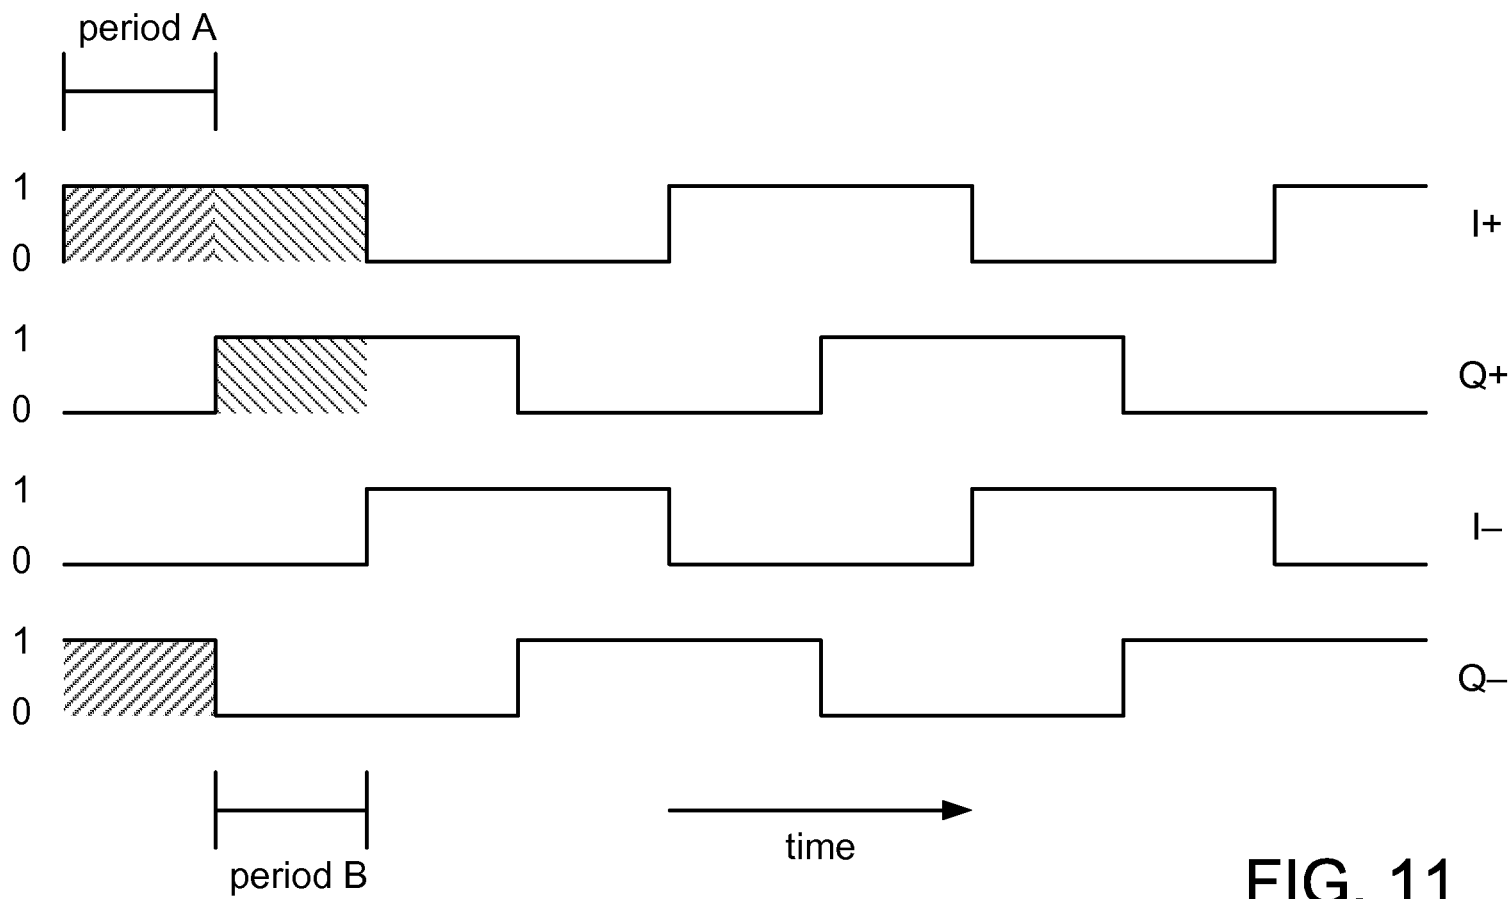 period A
1
0
I+
1
0
Q+
1
0
I–
1
0
Q–
period B
time
FIG. 11